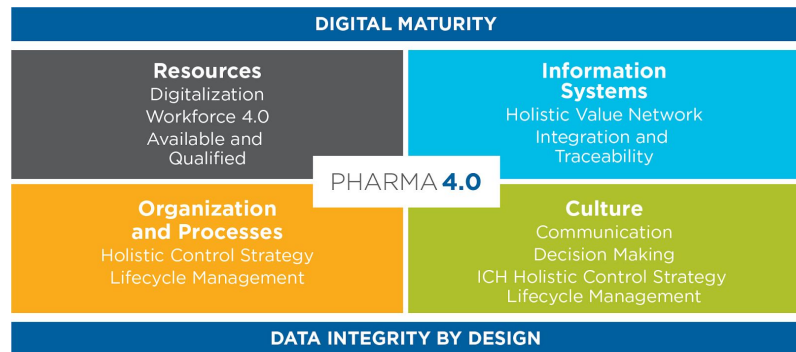 DIGITAL MATURITY
Resources
Digitalization
Workforce 4.0
Available and
Qualified
Information
Systems
Holistic Value Network
Integration and
Traceability
PHARMA 4.0
Organization
and Processes
Holistic Control Strategy
Lifecycle Management
Culture
Communication
Decision Making
ICH Holistic Control Strategy
Lifecycle Management
DATA INTEGRITY BY DESIGN